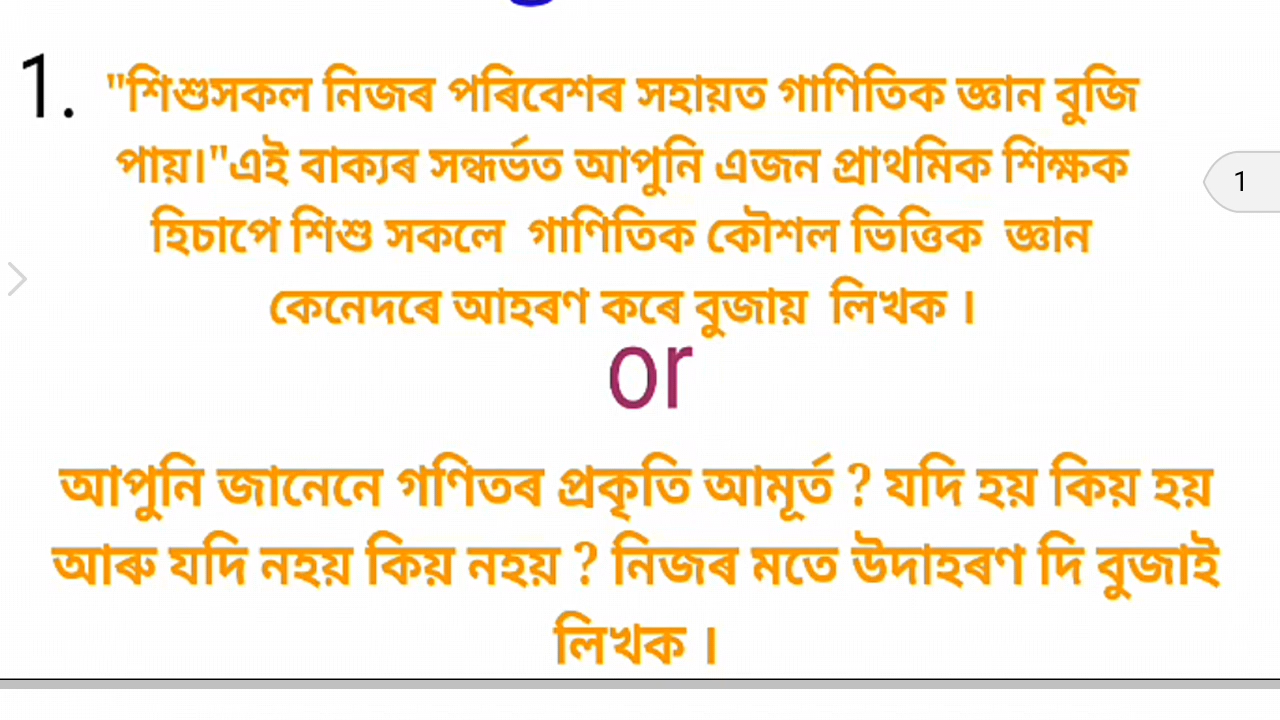 1. "শিশুসকল নিজৰ পৰিবেশৰ সহায়ত গাণিতিক জ্ঞান বুজি
পায়।"এই বাক্যৰ সন্ধৰ্ভত আপুনি এজন প্ৰাথমিক শিক্ষক
হিচাপে শিশু সকলে গাণিতিক কৌশল ভিত্তিক জ্ঞান
কেনেদৰে আহৰণ কৰে বুজায় লিখক ।
1
or
আপুনি জানেনে গণিতৰ প্ৰকৃতি আমূৰ্ত ? যদি হয় কিয় হয়
আৰু যদি নহয় কিয় নহয় ? নিজৰ মতে উদাহৰণ দি বুজাই
লিখক ।